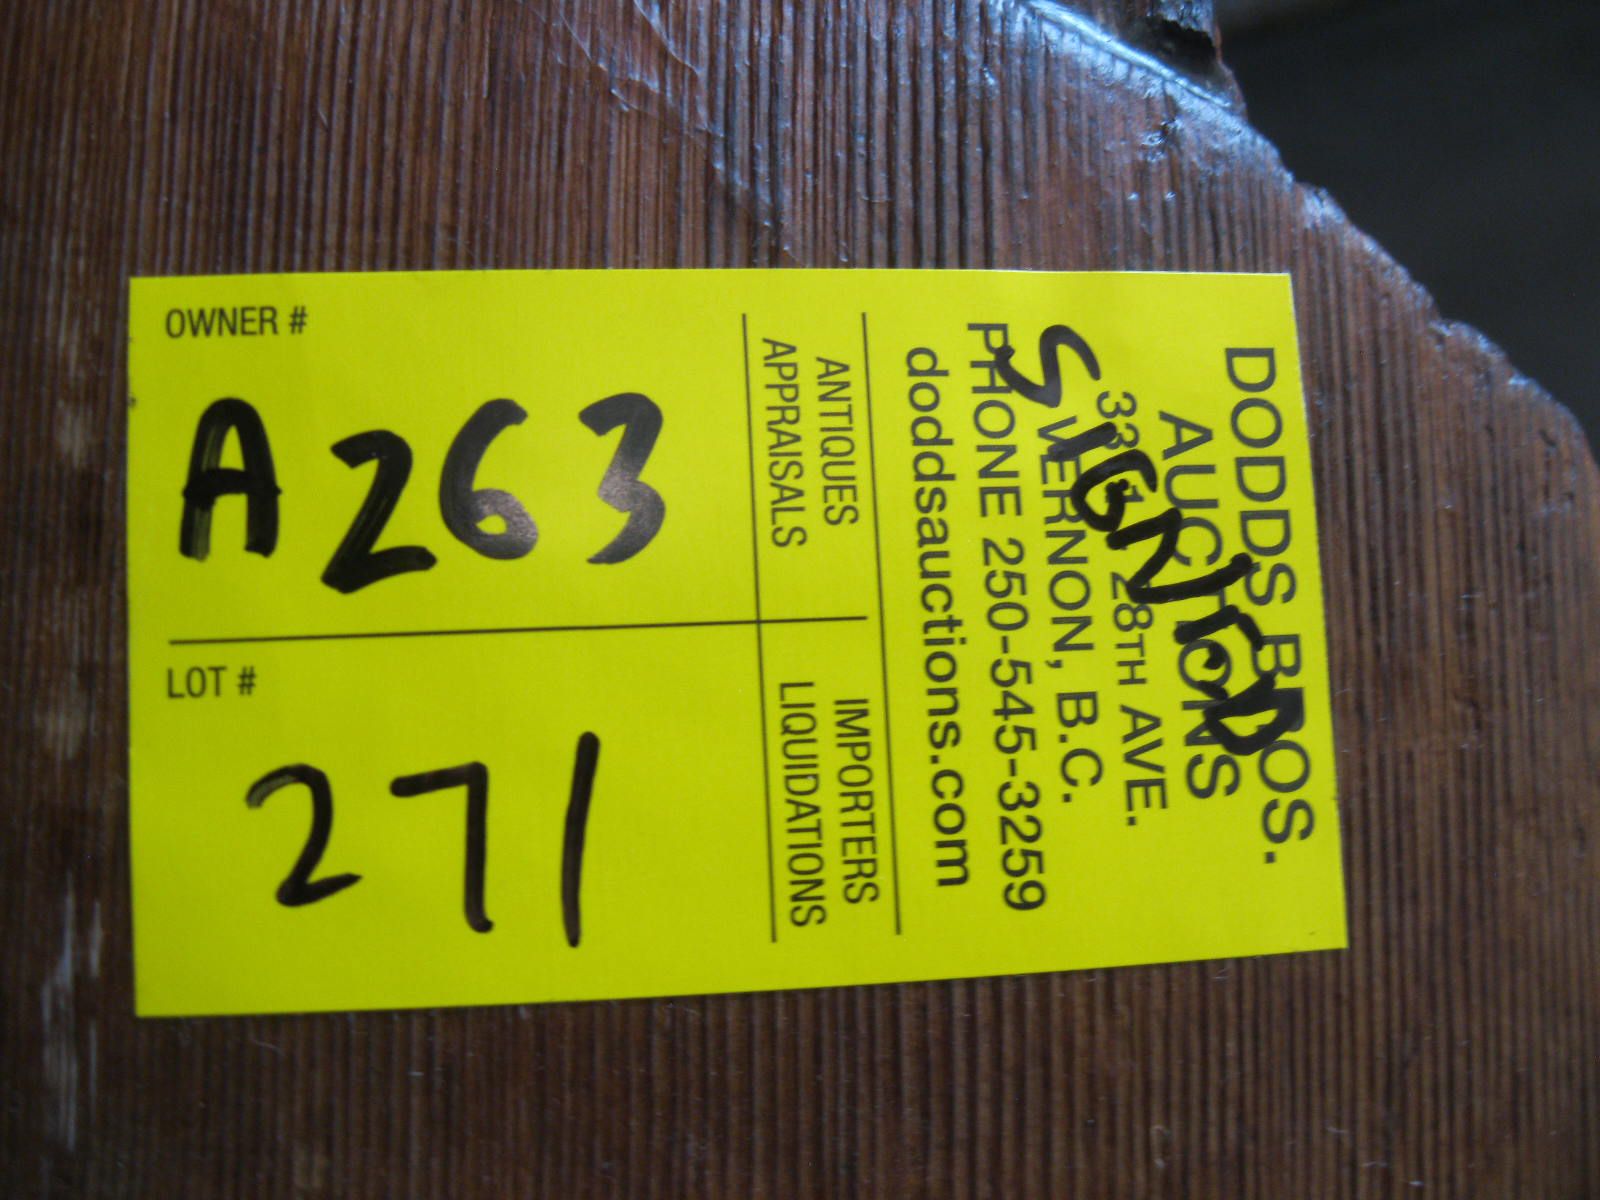 OWNER #
A263
LOT #
271
ANTIQUES
APPRAISALS
IMPORTERS
LIQUIDATIONS
DODDS BROS.
AUCTIONS
28TH AVE.
VERNON, B.C.
PHONE 250-545-3259
doddsauctions.com
SIGNED